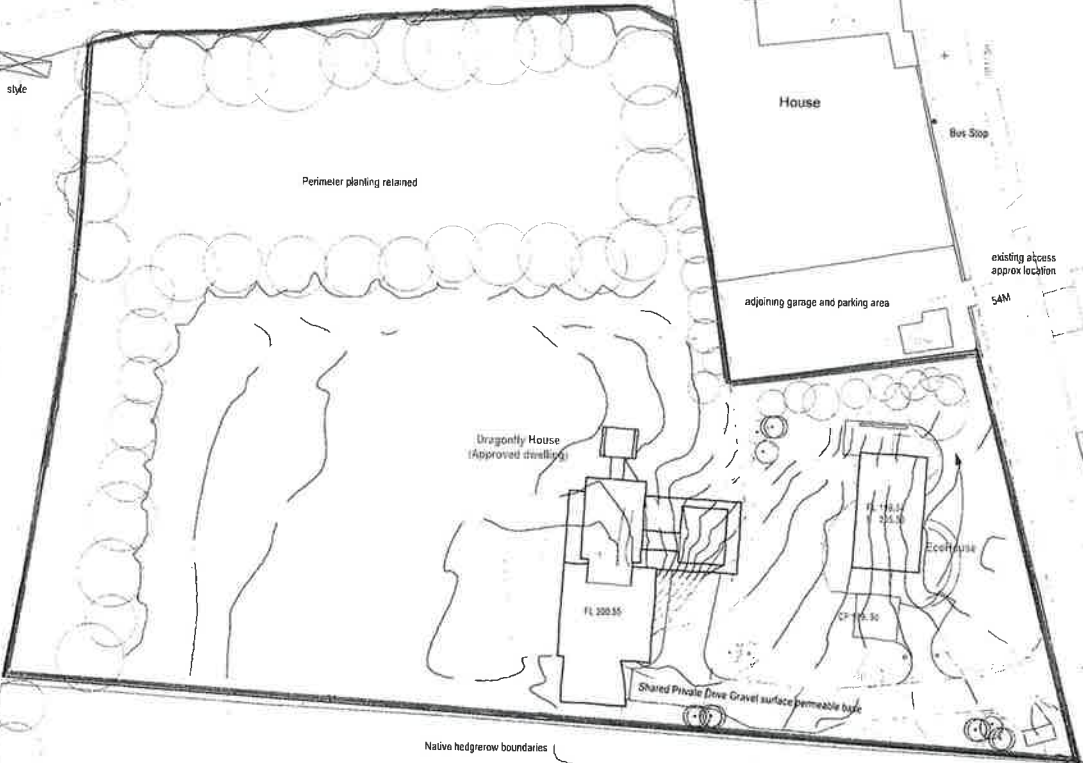 style
House
Bus Stop
Perimeter planting retained
existing access
approx location
54M
adjoining garage and parking area
Dragonfly House
(Approved dwelling)
EcoHouse
FL 200.55
Shared Private Drive Gravel surface permeable base
Native hedgrerow boundaries